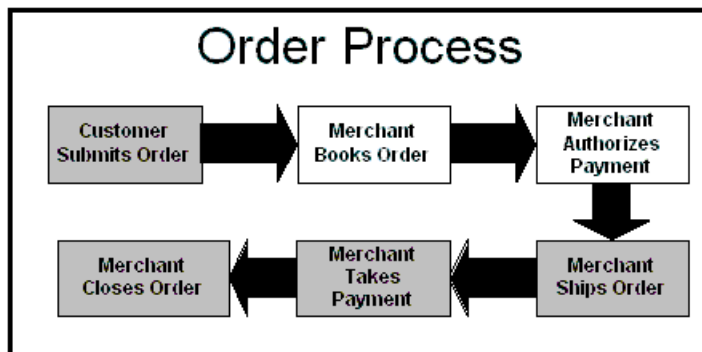 Order Process
Customer
Submits Order
Merchant
Books Order
Merchant
Authorizes
Payment
Merchant
Ships Order
Merchant
Takes
Payment
Merchant
Closes Order